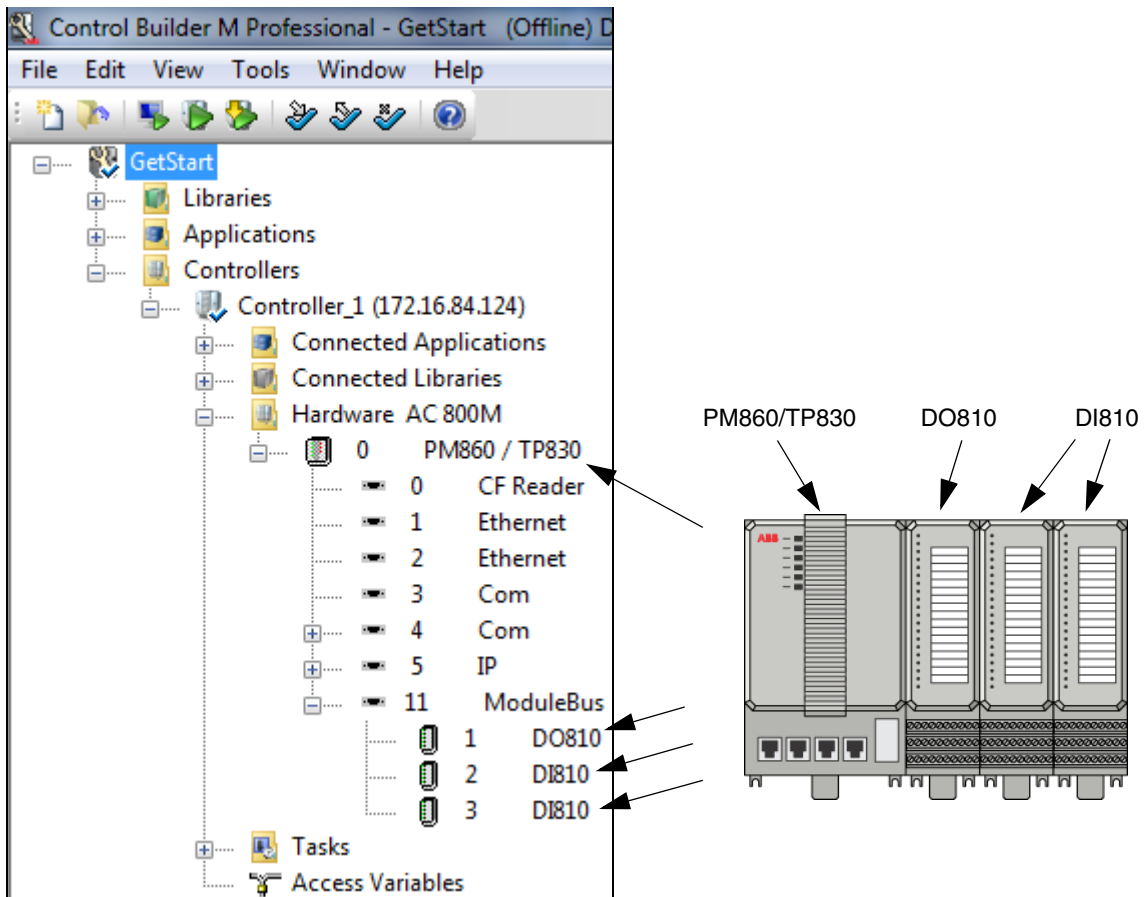 Control Builder M Professional - GetStart (Offline) D
File Edit View Tools Window Help
GetStart
Libraries
Applications
Controllers
Controller_1 (172.16.84.124)
Connected Applications
Connected Libraries
Hardware AC 800M
0 PM860 / TP830
0 CF Reader
1 Ethernet
2 Ethernet
3 Com
4 Com
5 IP
11 ModuleBus
1 DO810
2 DI810
3 DI810
Tasks
Access Variables
PM860/TP830 DO810 DI810
ABB